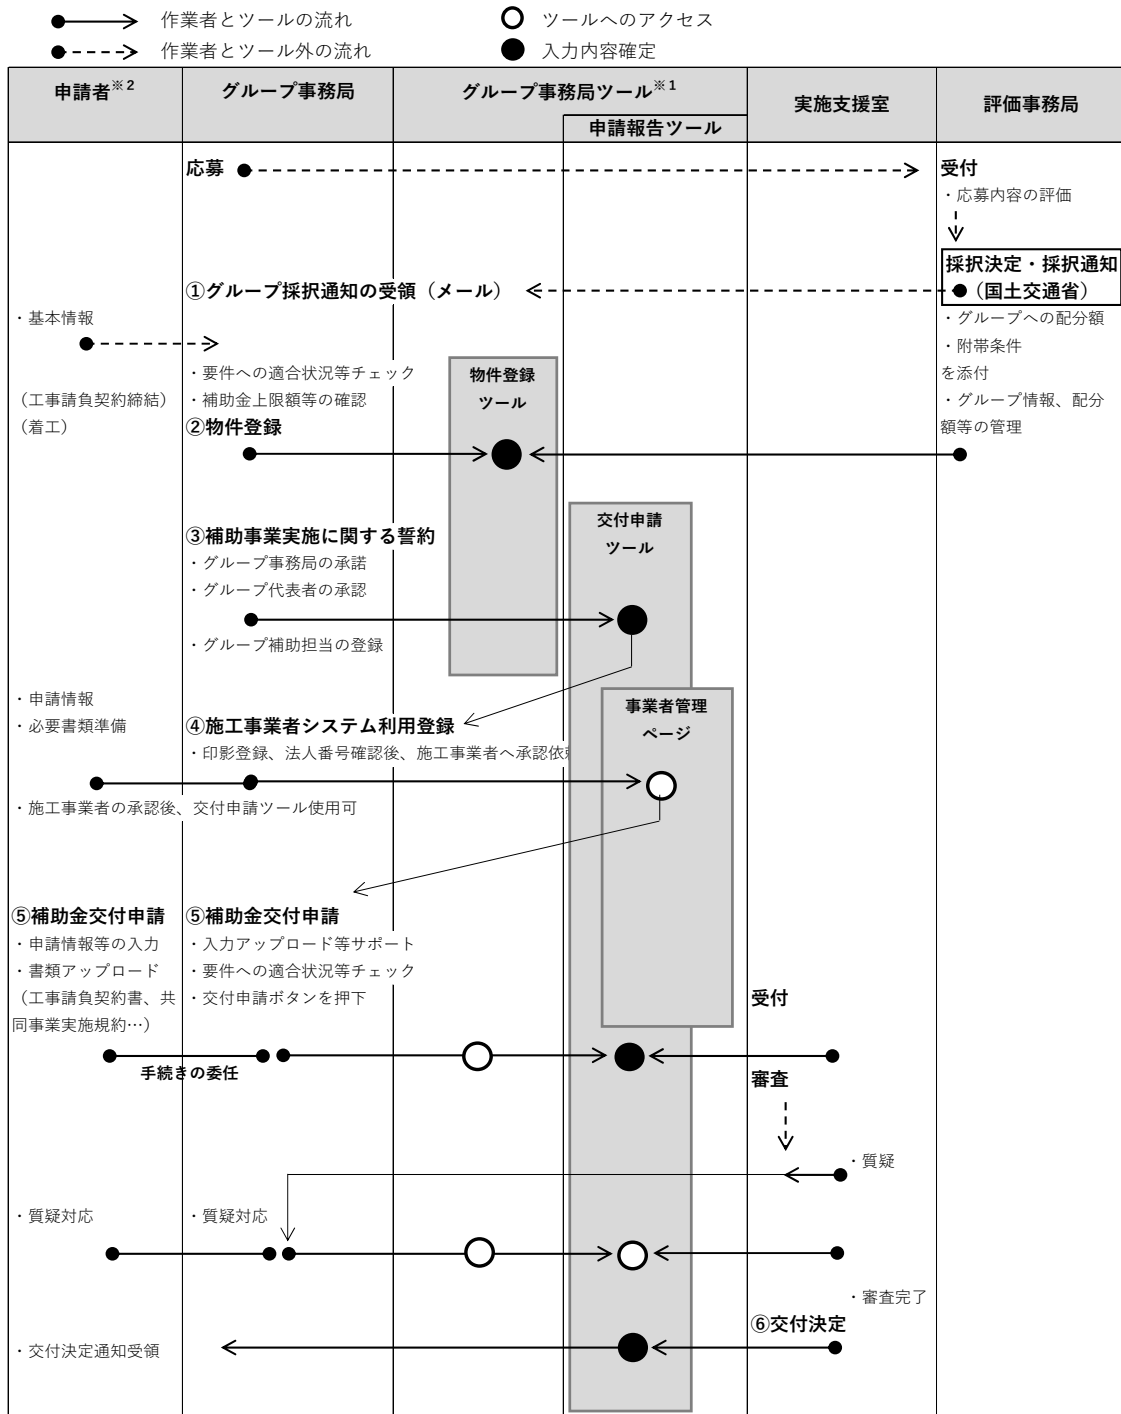 作業者とツールの流れ
ツールへのアクセス
作業者とツール外の流れ
入力内容確定
申請者※2
グループ事務局
グループ事務局ツール※1
申請報告ツール
実施支援室
評価事務局
応募
受付
・応募内容の評価
採択決定・採択通知
（国土交通省）
①グループ採択通知の受領（メール）
・基本情報
・グループへの配分額
・附帯条件
を添付
・グループ情報、配分
額等の管理
・要件への適合状況等チェック
・補助金上限額等の確認
物件登録
ツール
（工事請負契約締結）
（着工）
②物件登録
交付申請
ツール
③補助事業実施に関する誓約
・グループ事務局の承諾
・グループ代表者の承認
・グループ補助担当の登録
・申請情報
・必要書類準備
事業者管理
ページ
④施工事業者システム利用登録
・印影登録、法人番号確認後、施工事業者へ承認依
・施工事業者の承認後、交付申請ツール使用可
⑤補助金交付申請
・申請情報等の入力
・書類アップロード
（工事請負契約書、共
同事業実施規約…）
⑤補助金交付申請
・入力アップロード等サポート
・要件への適合状況等チェック
・交付申請ボタンを押下
受付
手続きの委任
審査
・質疑
・質疑対応
・質疑対応
・審査完了
⑥交付決定
・交付決定通知受領